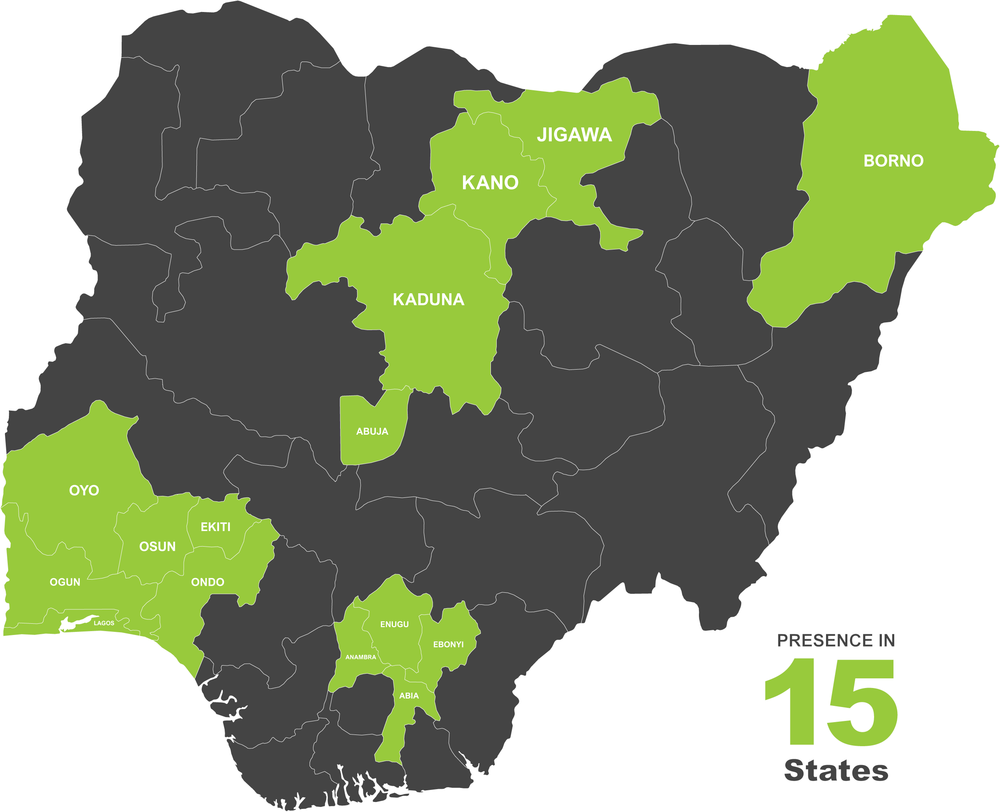 JIGAWA
BORNO
KANO
KADUNA
ABUJA
OYO
EKITI
OSUN
OGUN
ONDO
LAGOS
ENUGU
EBONYI
ANAMBRA
ABIA
PRESENCE IN
15
States